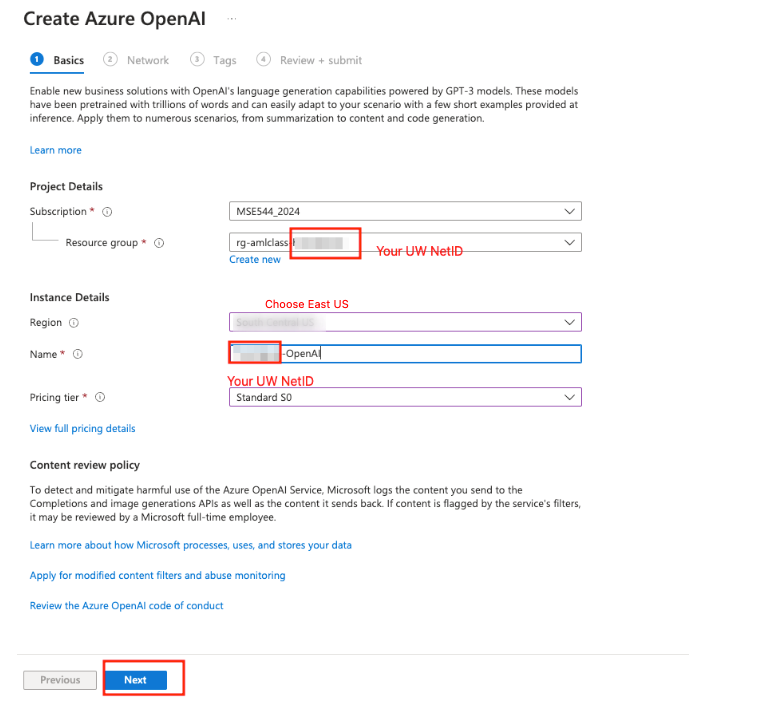 Create Azure OpenAI ...
1 Basics 2 Network 3 Tags 4 Review + submit
Enable new business solutions with OpenAI's language generation capabilities powered by GPT-3 models. These models
have been pretrained with trillions of words and can easily adapt to your scenario with a few short examples provided at
inference. Apply them to numerous scenarios, from summarization to content and code generation.
Learn more
Project Details
Subscription * MSE544_2024
Resource group * rg-amlclass-
Your UW NetID
Create new
Instance Details
Choose East US
Region
Name * -OpenAI
Your UW NetID
Pricing tier * Standard S0
View full pricing details
Content review policy
To detect and mitigate harmful use of the Azure OpenAI Service, Microsoft logs the content you send to the
Completions and image generations APIs as well as the content it sends back. If content is flagged by the service's filters,
it may be reviewed by a Microsoft full-time employee.
Learn more about how Microsoft processes, uses, and stores your data
Apply for modified content filters and abuse monitoring
Review the Azure OpenAI code of conduct
Previous Next